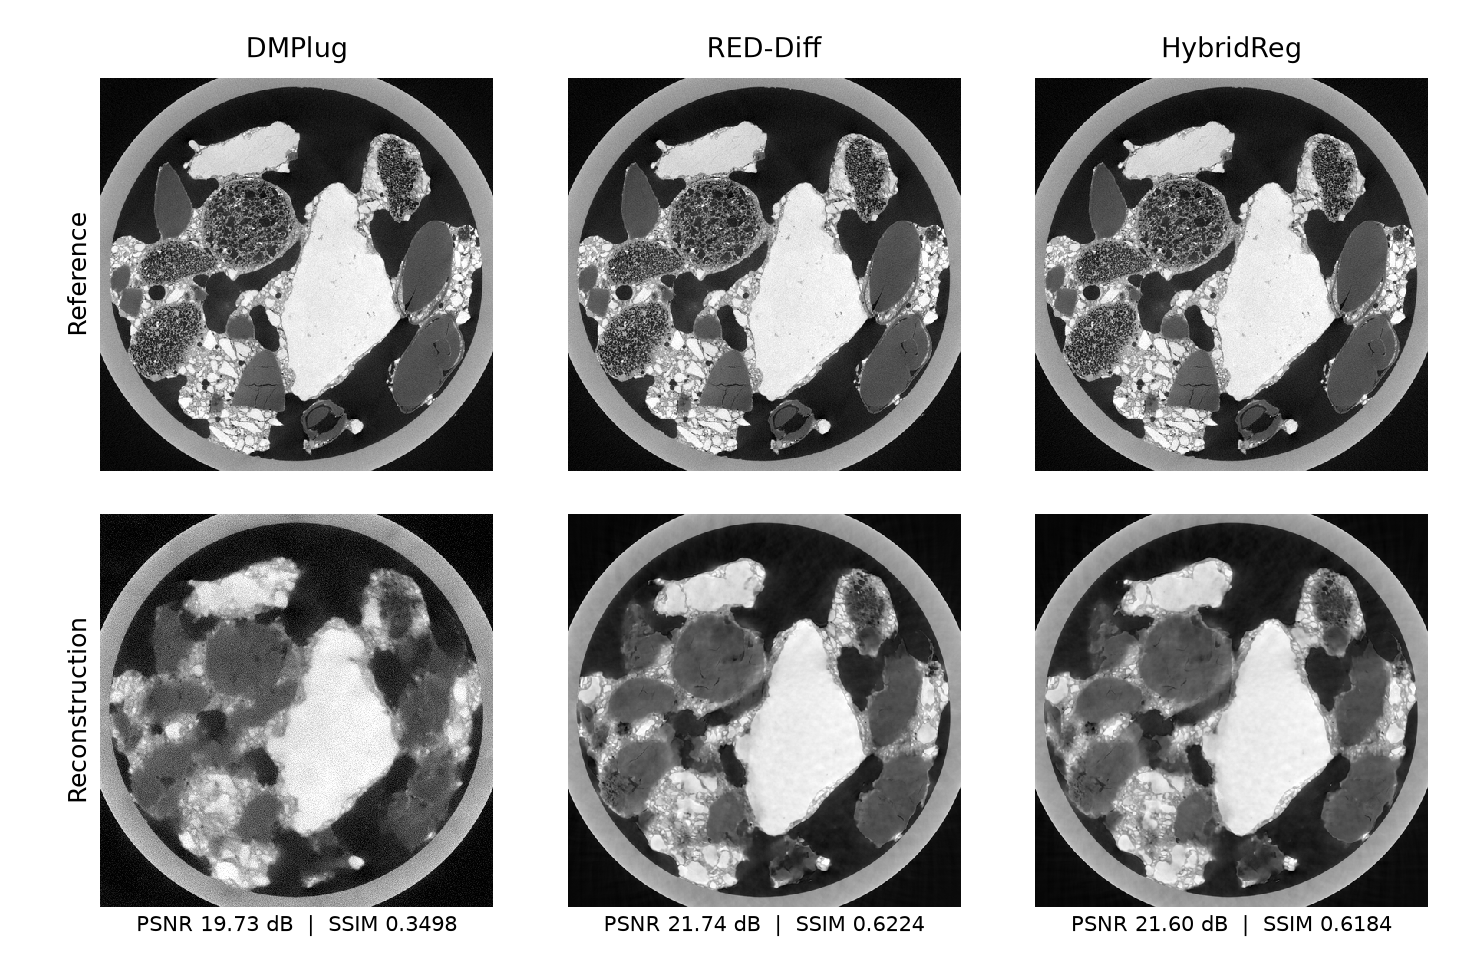 DMPlug
RED-Diff
HybridReg
Reference
Reconstruction
PSNR 19.73 dB | SSIM 0.3498
PSNR 21.74 dB | SSIM 0.6224
PSNR 21.60 dB | SSIM 0.6184